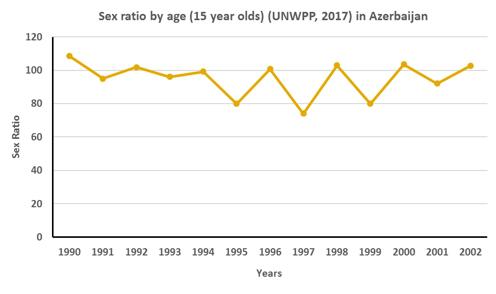 Sex ratio by age (15 year olds) (UNWPP, 2017) in Azerbaijan
120
100
80
60
40
20
0
Sex Ratio
1990 1991 1992 1993 1994 1995 1996 1997 1998 1999 2000 2001 2002
Years